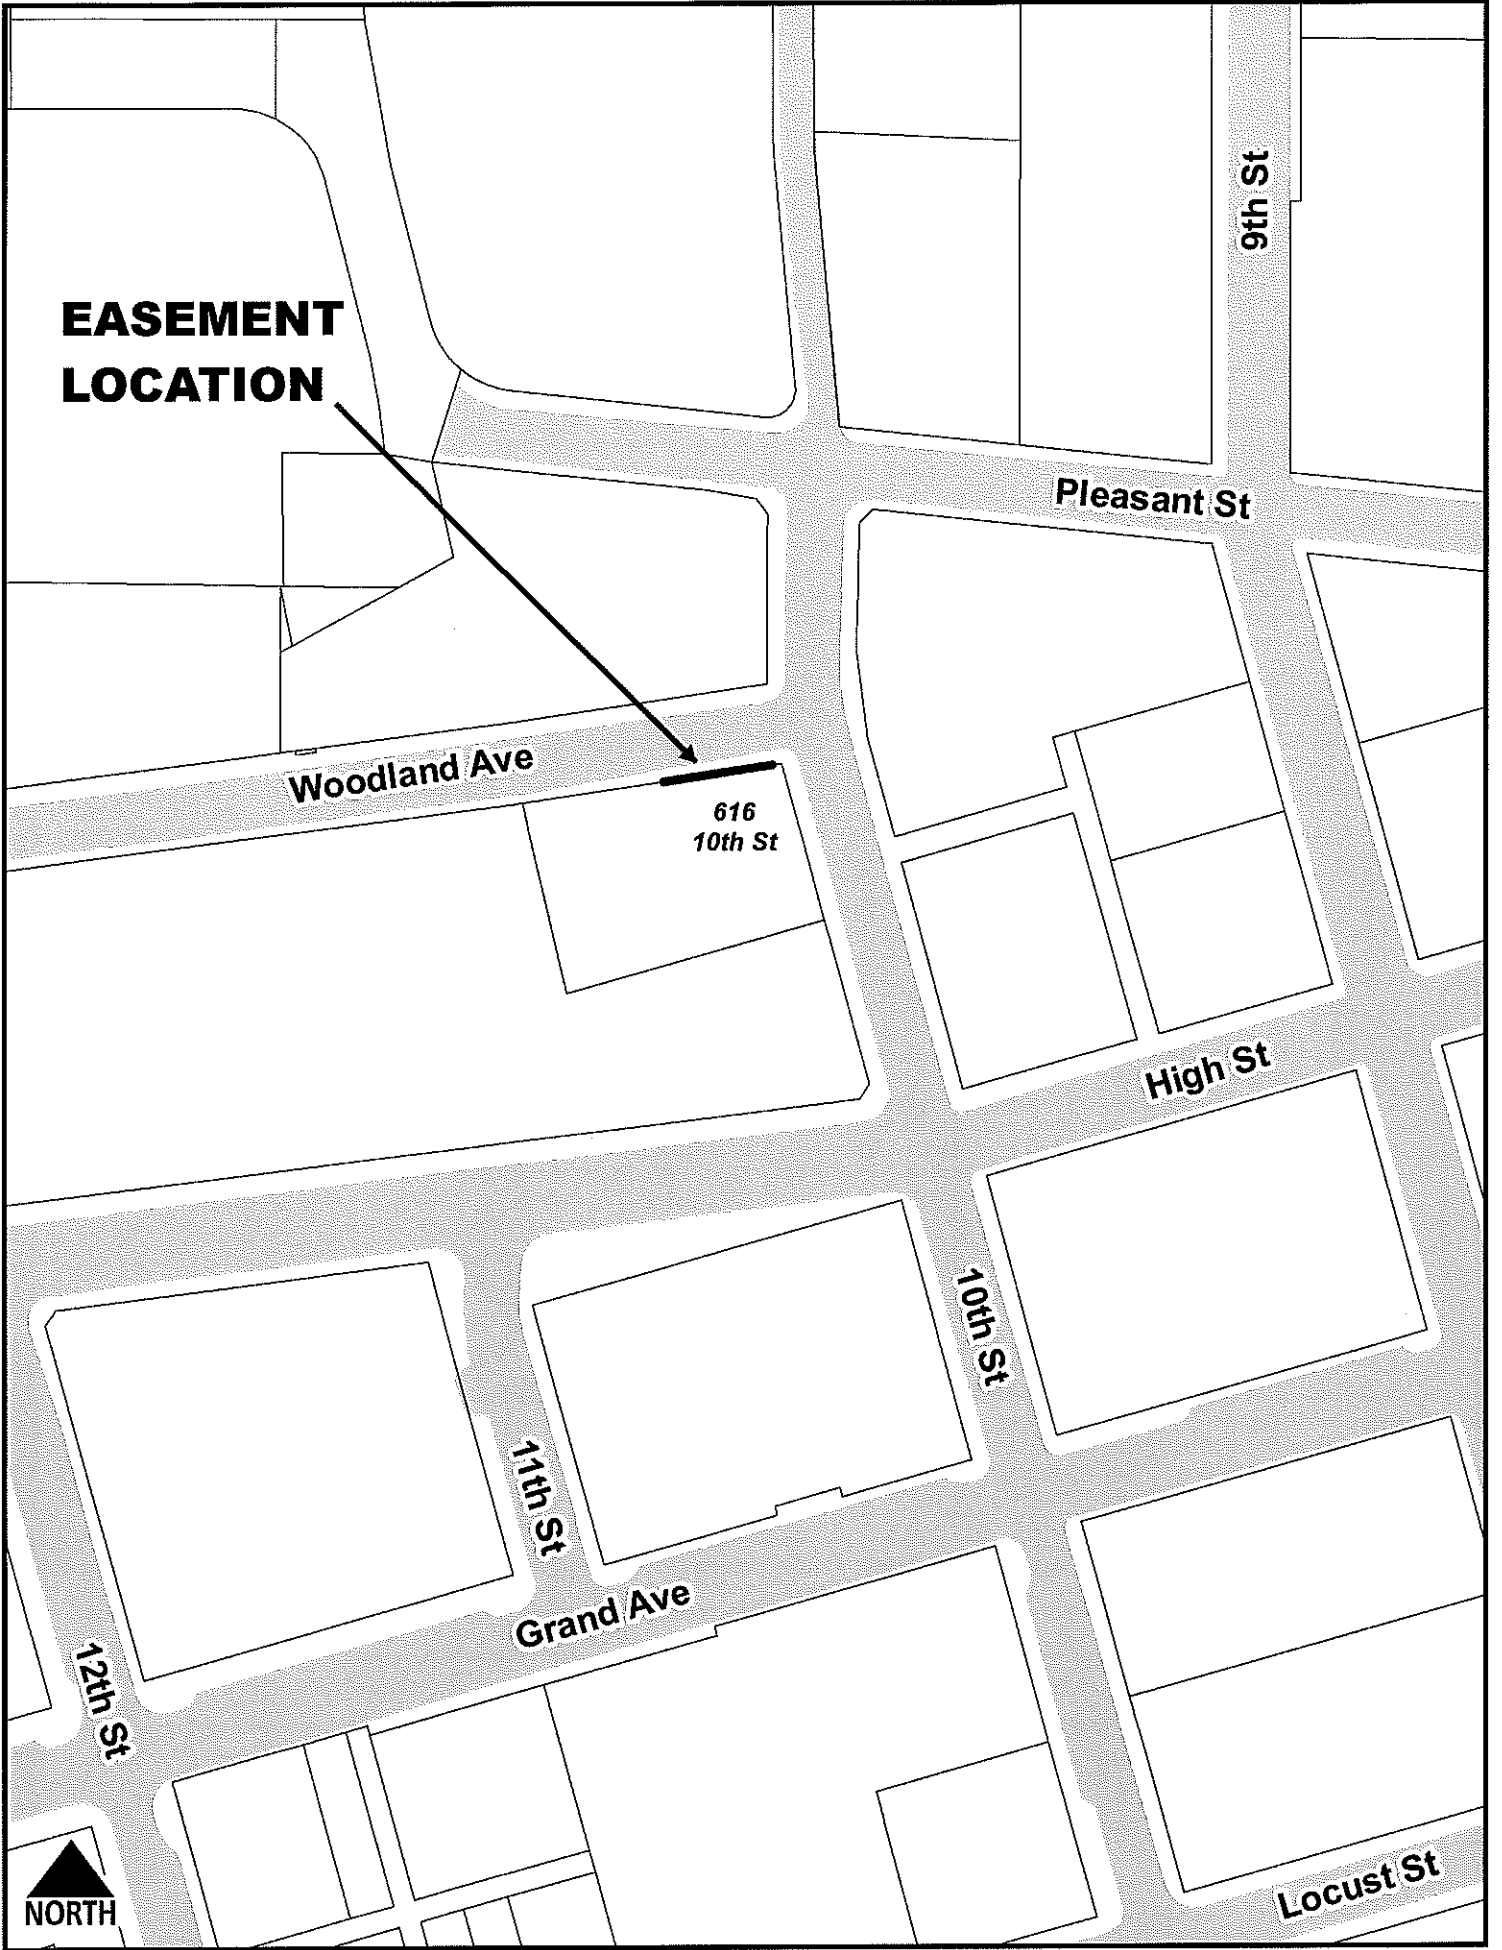 9th St
EASEMENT
LOCATION
Pleasant St
Woodland Ave
616
10th St
High St
10th St
11th St
Grand Ave
12th St
Locust St
NORTH